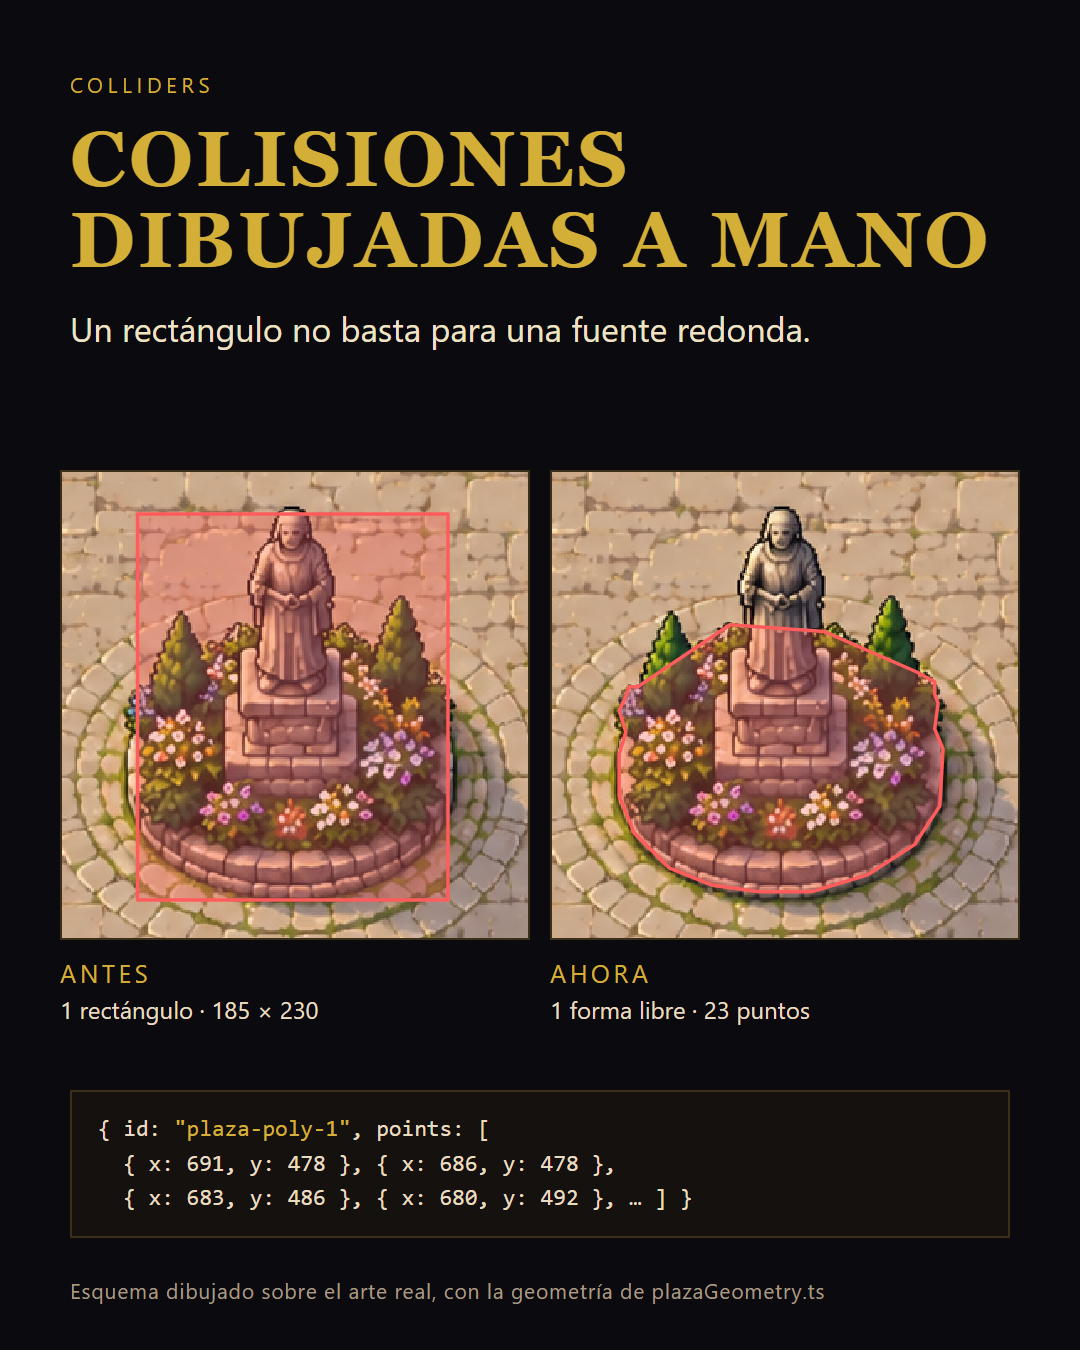 COLLIDERS
COLISIONES
DIBUJADAS A MANO
Un rectángulo no basta para una fuente redonda.
ANTES
1 rectángulo · 185 × 230
AHORA
1 forma libre · 23 puntos
{ id: "plaza-poly-1", points: [
{ x: 691, y: 478 }, { x: 686, y: 478 },
{ x: 683, y: 486 }, { x: 680, y: 492 }, … ] }
Esquema dibujado sobre el arte real, con la geometría de plazaGeometry.ts